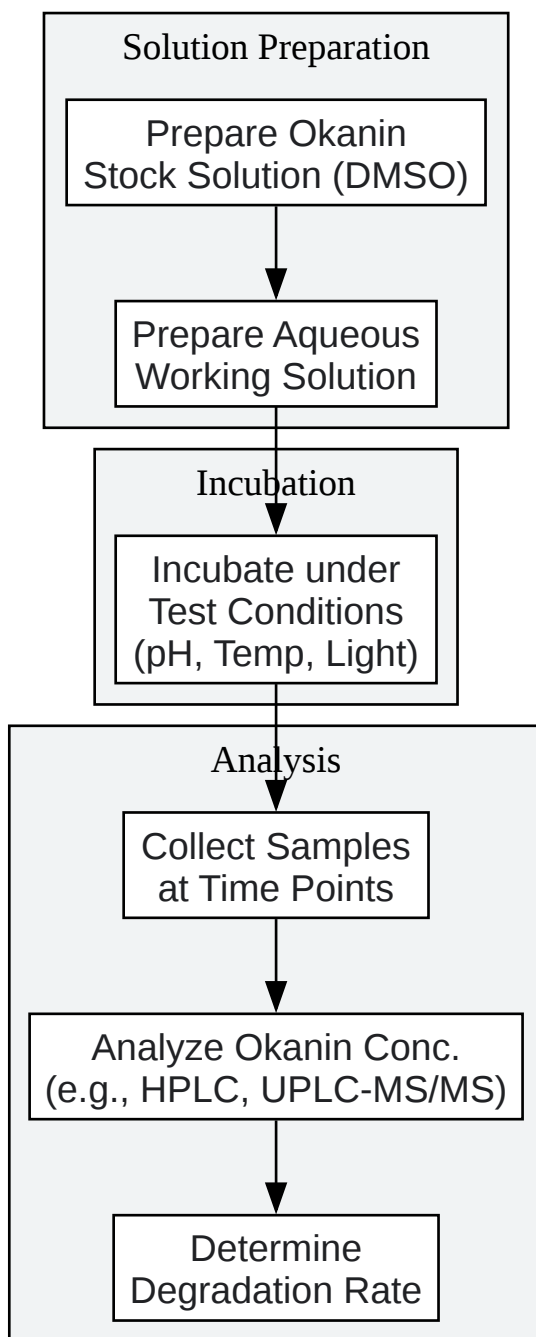 Solution Preparation
Prepare Okanin
Stock Solution (DMSO)
Prepare Aqueous
Working Solution
Incubation
Incubate under
Test Conditions
(pH, Temp, Light)
Analysis
Collect Samples
at Time Points
Analyze Okanin Conc.
(e.g., HPLC, UPLC-MS/MS)
Determine
Degradation Rate